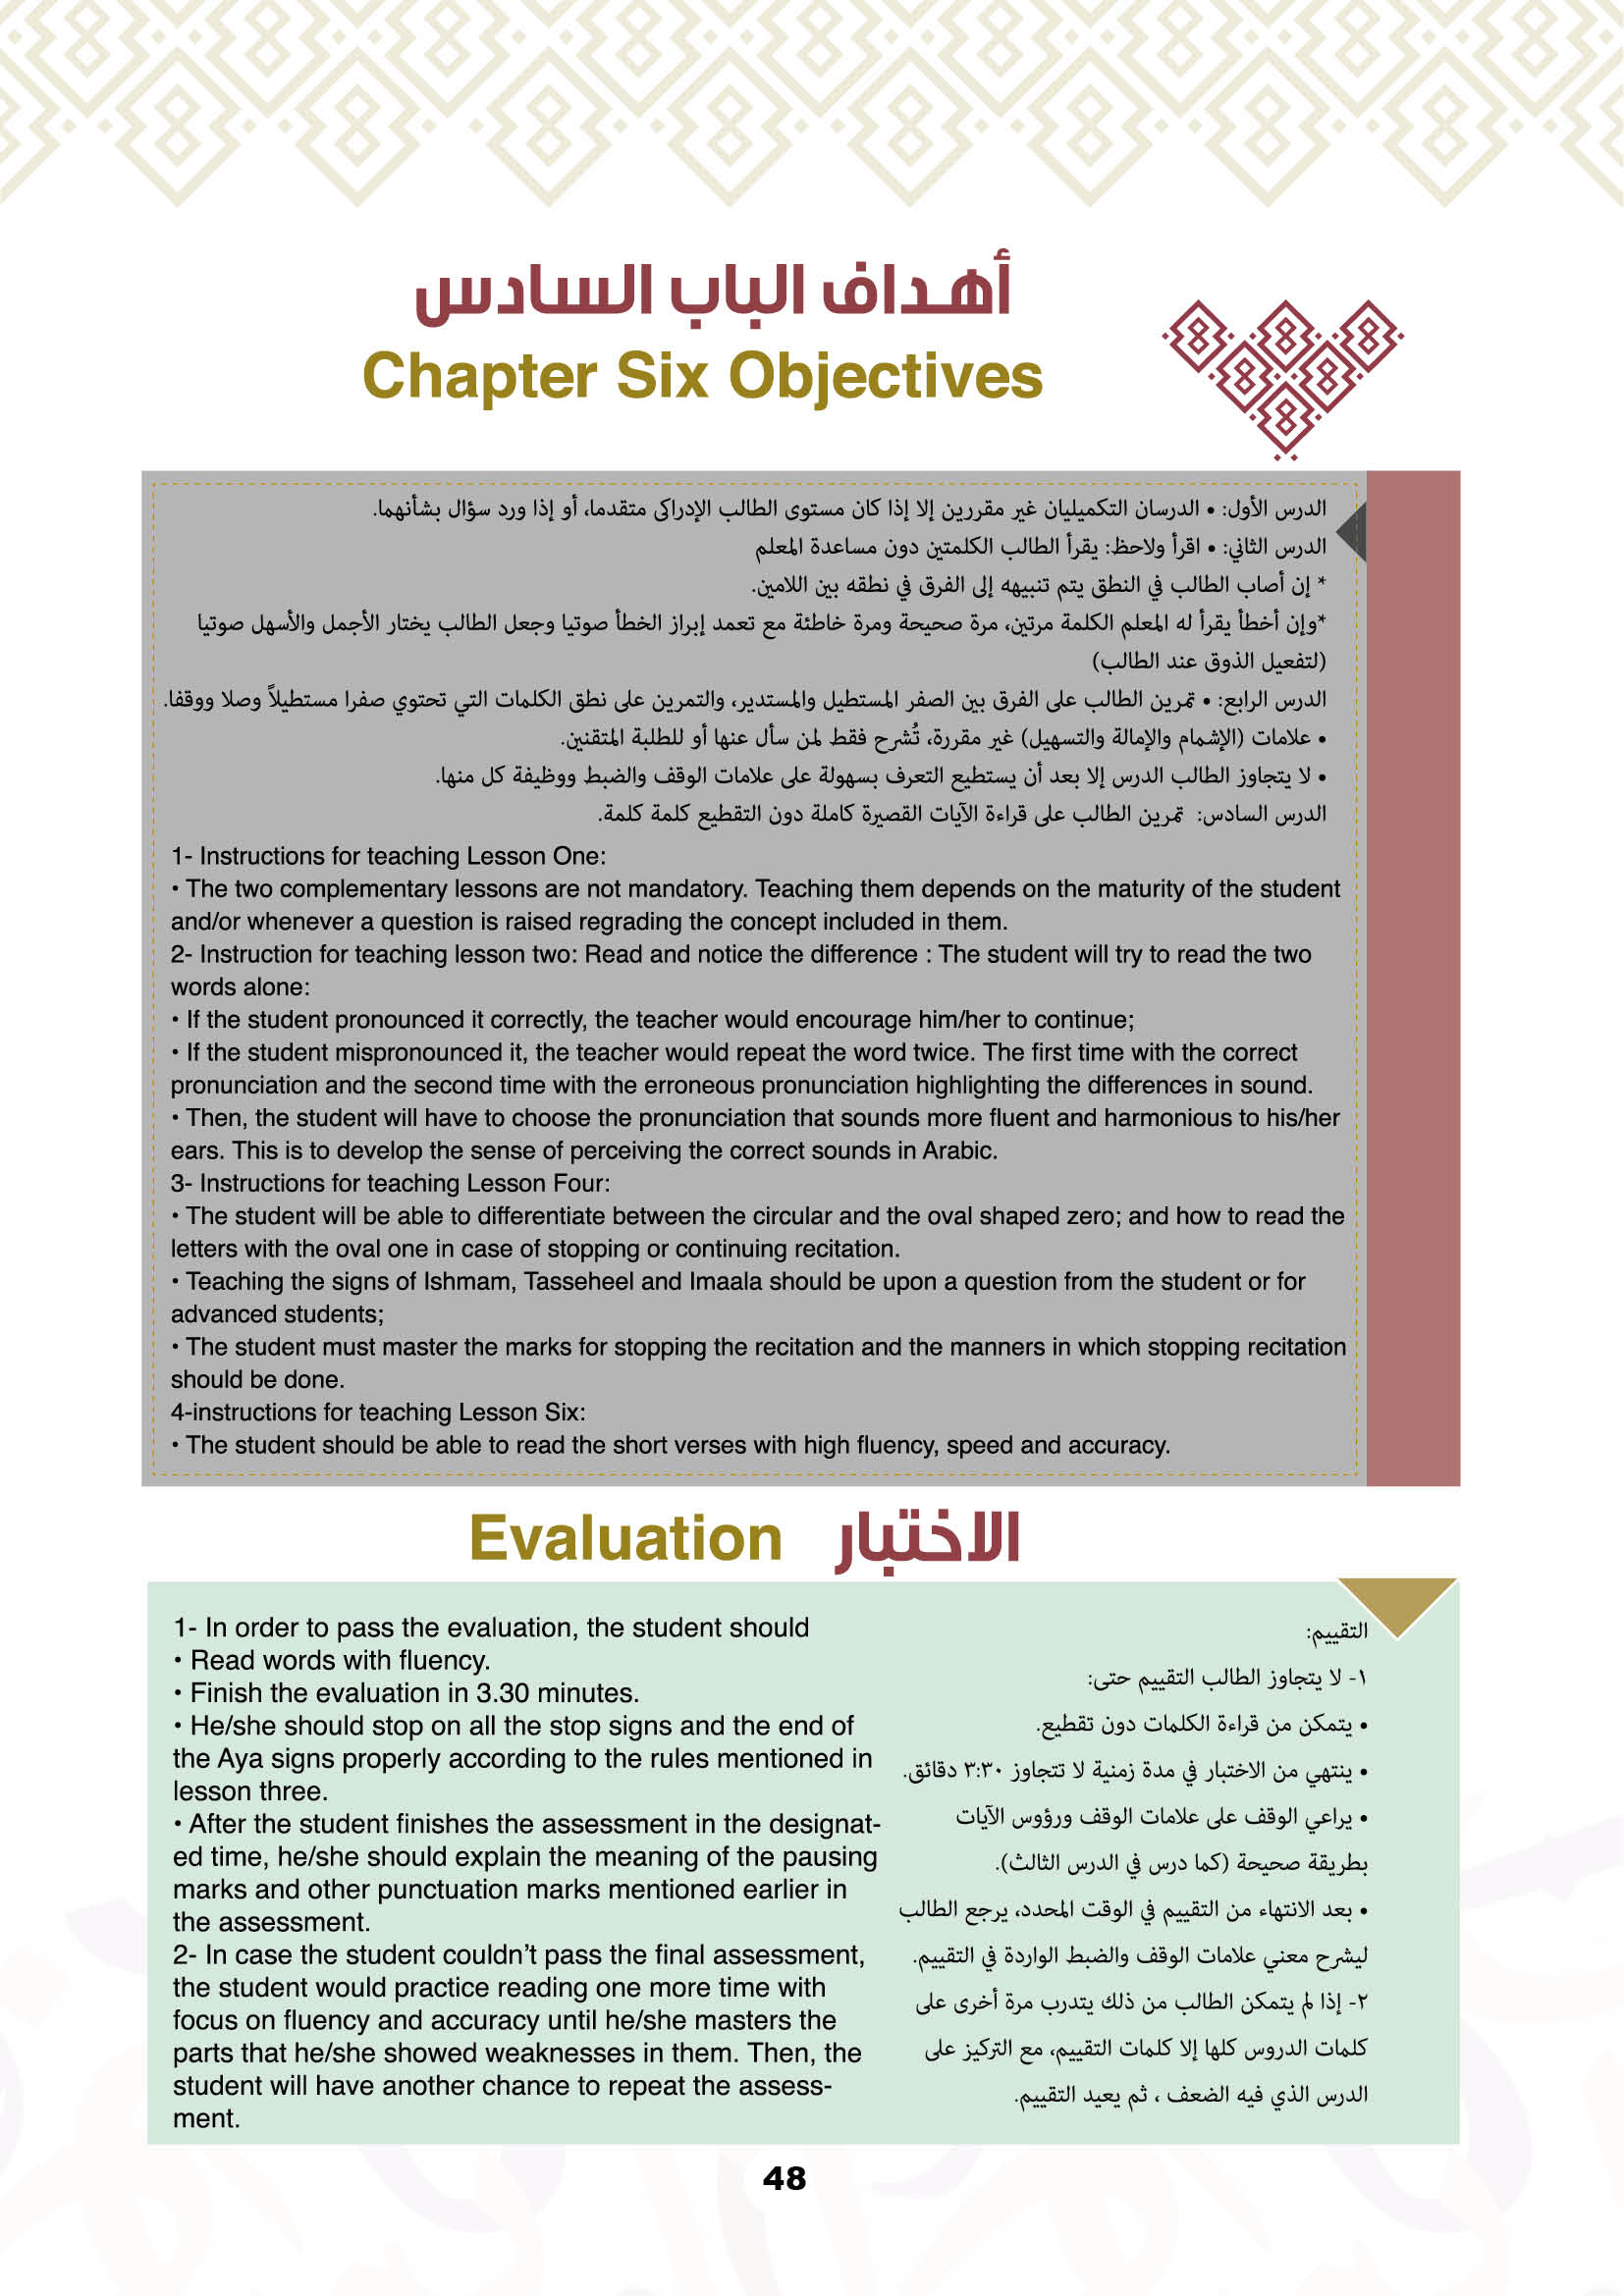 أهـداف الباب السادس
Chapter Six Objectives
الدرس الأول: • الدرسان التكميليان غير مقررين إلا إذا كان مستوى الطالب الإدراكى متقدما، أو إذا ورد سؤال بشأنهما.
الدرس الثاني: • اقرأ ولاحظ: يقرأ الطالب الكلمتين دون مساعدة المعلم
* إن أصاب الطالب في النطق يتم تنبيهه إلى الفرق في نطقه بين اللامين.
*وإن أخطأ يقرأ له المعلم الكلمة مرتين، مرة صحيحة ومرة خاطئة مع تعمد إبراز الخطأ صوتيا وجعل الطالب يختار الأجمل والأسهل صوتيا
(لتفعيل الذوق عند الطالب)
الدرس الرابع: • تمرين الطالب على الفرق بين الصفر المستطيل والمستدير، والتمرين على نطق الكلمات التي تحتوي صفرا مستطيلاً وصلا ووقفا.
• علامات (الإشمام والإمالة والتسهيل) غير مقررة، تُشرح فقط لمن سأل عنها أو للطلبة المتقنين.
• لا يتجاوز الطالب الدرس إلا بعد أن يستطيع التعرف بسهولة على علامات الوقف والضبط ووظيفة كل منها.
الدرس السادس: تمرين الطالب على قراءة الآيات القصيرة كاملة دون التقطيع كلمة كلمة.
1- Instructions for teaching Lesson One:
• The two complementary lessons are not mandatory. Teaching them depends on the maturity of the student
and/or whenever a question is raised regrading the concept included in them.
2- Instruction for teaching lesson two: Read and notice the difference : The student will try to read the two
words alone:
• If the student pronounced it correctly, the teacher would encourage him/her to continue;
• If the student mispronounced it, the teacher would repeat the word twice. The first time with the correct
pronunciation and the second time with the erroneous pronunciation highlighting the differences in sound.
• Then, the student will have to choose the pronunciation that sounds more fluent and harmonious to his/her
ears. This is to develop the sense of perceiving the correct sounds in Arabic.
3- Instructions for teaching Lesson Four:
• The student will be able to differentiate between the circular and the oval shaped zero; and how to read the
letters with the oval one in case of stopping or continuing recitation.
• Teaching the signs of Ishmam, Tasseheel and Imaala should be upon a question from the student or for
advanced students;
• The student must master the marks for stopping the recitation and the manners in which stopping recitation
should be done.
4-instructions for teaching Lesson Six:
• The student should be able to read the short verses with high fluency, speed and accuracy.
Evaluation الاختبار
1- In order to pass the evaluation, the student should
• Read words with fluency.
• Finish the evaluation in 3.30 minutes.
• He/she should stop on all the stop signs and the end of
the Aya signs properly according to the rules mentioned in
lesson three.
• After the student finishes the assessment in the designat-
ed time, he/she should explain the meaning of the pausing
marks and other punctuation marks mentioned earlier in
the assessment.
2- In case the student couldn’t pass the final assessment,
the student would practice reading one more time with
focus on fluency and accuracy until he/she masters the
parts that he/she showed weaknesses in them. Then, the
student will have another chance to repeat the assess-
ment.
التقييم:
١- لا يتجاوز الطالب التقييم حتى:
• يتمكن من قراءة الكلمات دون تقطيع.
• ينتهي من الاختبار في مدة زمنية لا تتجاوز ٣:٣٠ دقائق.
• يراعي الوقف على علامات الوقف ورؤوس الآيات
بطريقة صحيحة (كما درس في الدرس الثالث).
• بعد الانتهاء من التقييم في الوقت المحدد، يرجع الطالب
ليشرح معني علامات الوقف والضبط الواردة في التقييم.
٢- إذا لم يتمكن الطالب من ذلك يتدرب مرة أخرى على
كلمات الدروس كلها إلا كلمات التقييم، مع التركيز على
الدرس الذي فيه الضعف ، ثم يعيد التقييم.
48